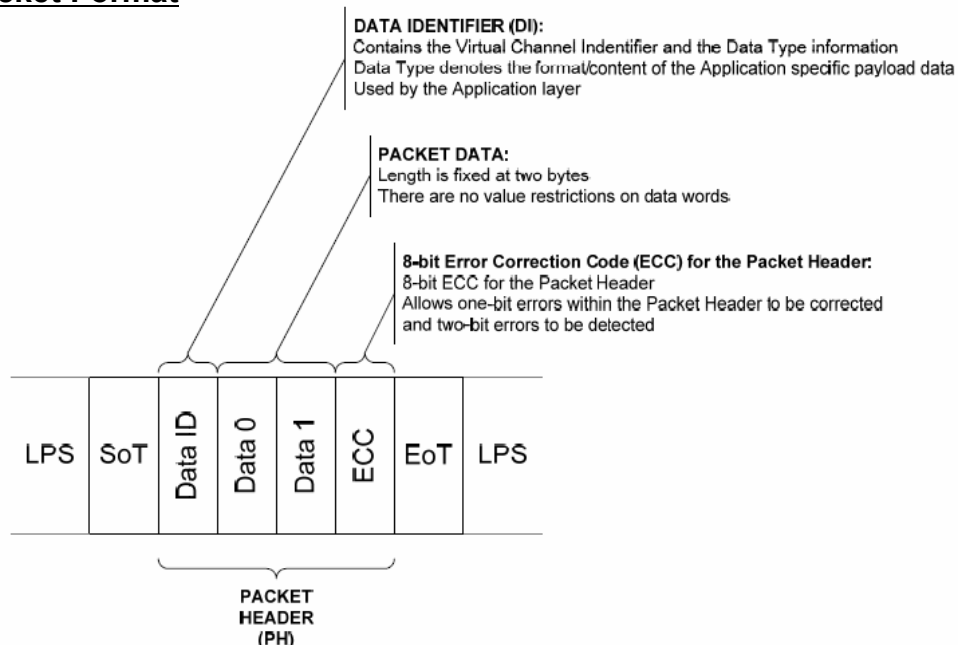 DATA IDENTIFIER (DI):
Contains the Virtual Channel Indentifier and the Data Type information
Data Type denotes the format/content of the Application specific payload data
Used by the Application layer
PACKET DATA:
Length is fixed at two bytes
There are no value restrictions on data words
8-bit Error Correction Code (ECC) for the Packet Header:
8-bit ECC for the Packet Header
Allows one-bit errors within the Packet Header to be corrected
and two-bit errors to be detected
LPS
SoT
Data ID
Data 0
Data 1
ECC
EoT
LPS
PACKET
HEADER
(PH)